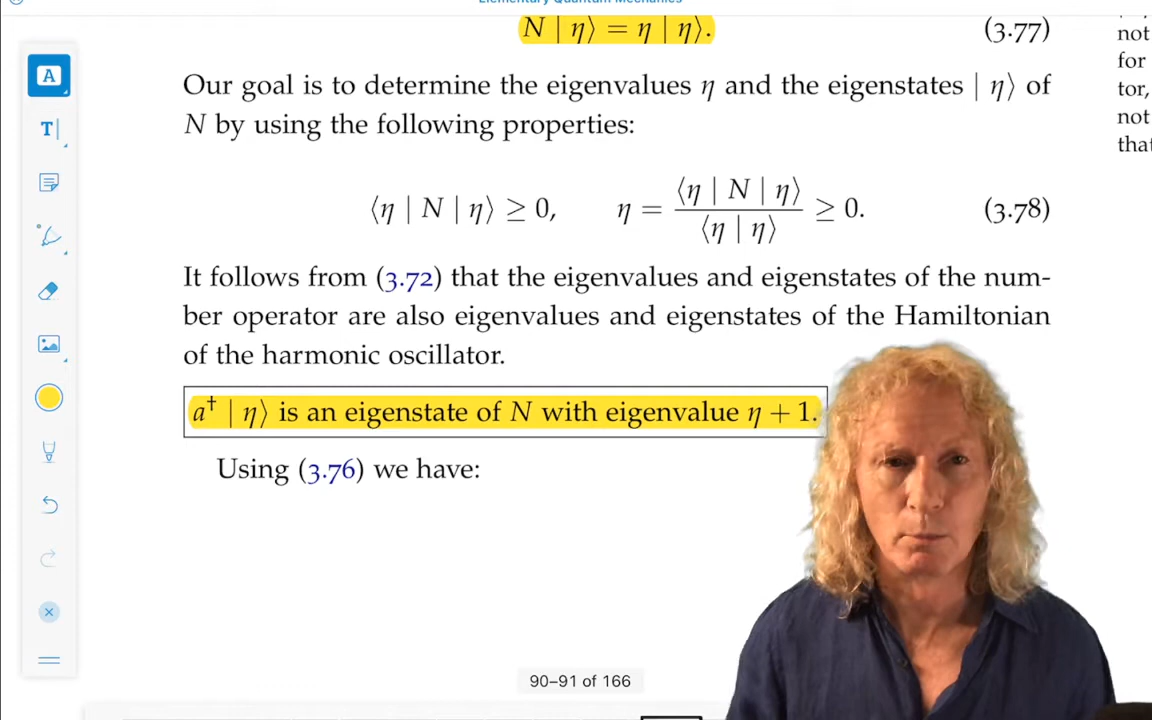 Elementary Quantum Mechanics
N | η⟩ = η | η⟩. (3.77)
Our goal is to determine the eigenvalues η and the eigenstates | η⟩ of
N by using the following properties:
⟨η | N | η⟩ ≥ 0, η = ⟨η | N | η⟩ / ⟨η | η⟩ ≥ 0. (3.78)
It follows from (3.72) that the eigenvalues and eigenstates of the num-
ber operator are also eigenvalues and eigenstates of the Hamiltonian
of the harmonic oscillator.
a† | η⟩ is an eigenstate of N with eigenvalue η + 1.
Using (3.76) we have:
not
for
tor,
not
that
A
T
90–91 of 166